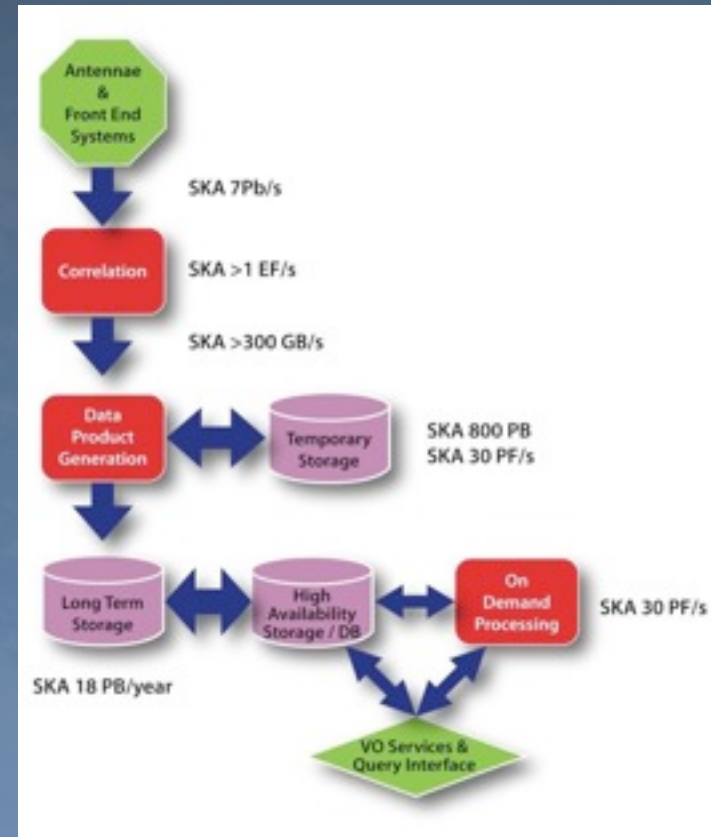 Antennae
&
Front End
Systems
SKA 7Pb/s
Correlation
SKA >1 EF/s
SKA >300 GB/s
Data
Product
Generation
Temporary
Storage
SKA 800 PB
SKA 30 PF/s
Long Term
Storage
High
Availability
Storage / DB
On
Demand
Processing
SKA 30 PF/s
SKA 18 PB/year
VO Services &
Query Interface